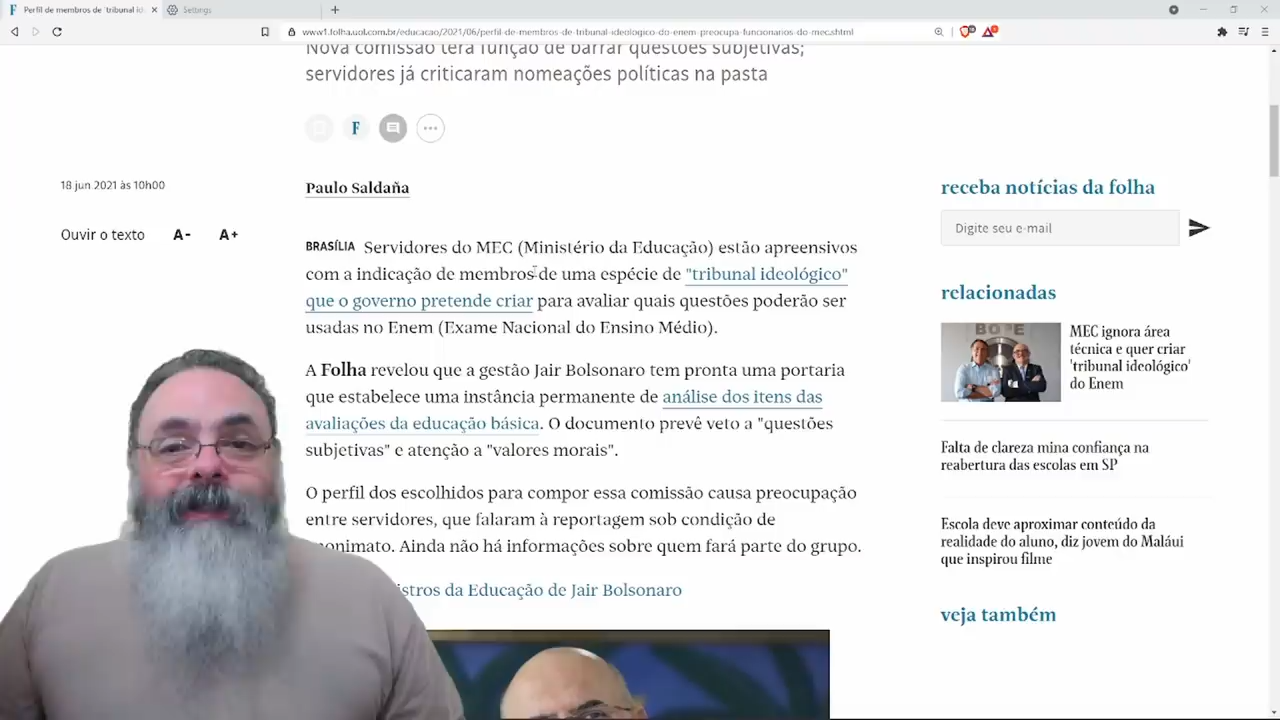 Perfil de membros de 'tribunal id
Settings
www1.folha.uol.com.br/educacao/2021/06/perfil-de-membros-de-tribunal-ideologico-do-enem-preocupa-funcionarios-do-mec.shtml
Nova comissão terá função de barrar questões subjetivas;
servidores já criticaram nomeações políticas na pasta
F
18 jun 2021 às 10h00
Paulo Saldaña
Ouvir o texto A- A+
BRASÍLIA Servidores do MEC (Ministério da Educação) estão apreensivos
com a indicação de membros de uma espécie de "tribunal ideológico"
que o governo pretende criar para avaliar quais questões poderão ser
usadas no Enem (Exame Nacional do Ensino Médio).
A Folha revelou que a gestão Jair Bolsonaro tem pronta uma portaria
que estabelece uma instância permanente de análise dos itens das
avaliações da educação básica. O documento prevê veto a "questões
subjetivas" e atenção a "valores morais".
O perfil dos escolhidos para compor essa comissão causa preocupação
entre servidores, que falaram à reportagem sob condição de
nonimato. Ainda não há informações sobre quem fará parte do grupo.
istros da Educação de Jair Bolsonaro
receba notícias da folha
Digite seu e-mail
relacionadas
MEC ignora área
técnica e quer criar
'tribunal ideológico'
do Enem
Falta de clareza mina confiança na
reabertura das escolas em SP
Escola deve aproximar conteúdo da
realidade do aluno, diz jovem do Maláui
que inspirou filme
veja também